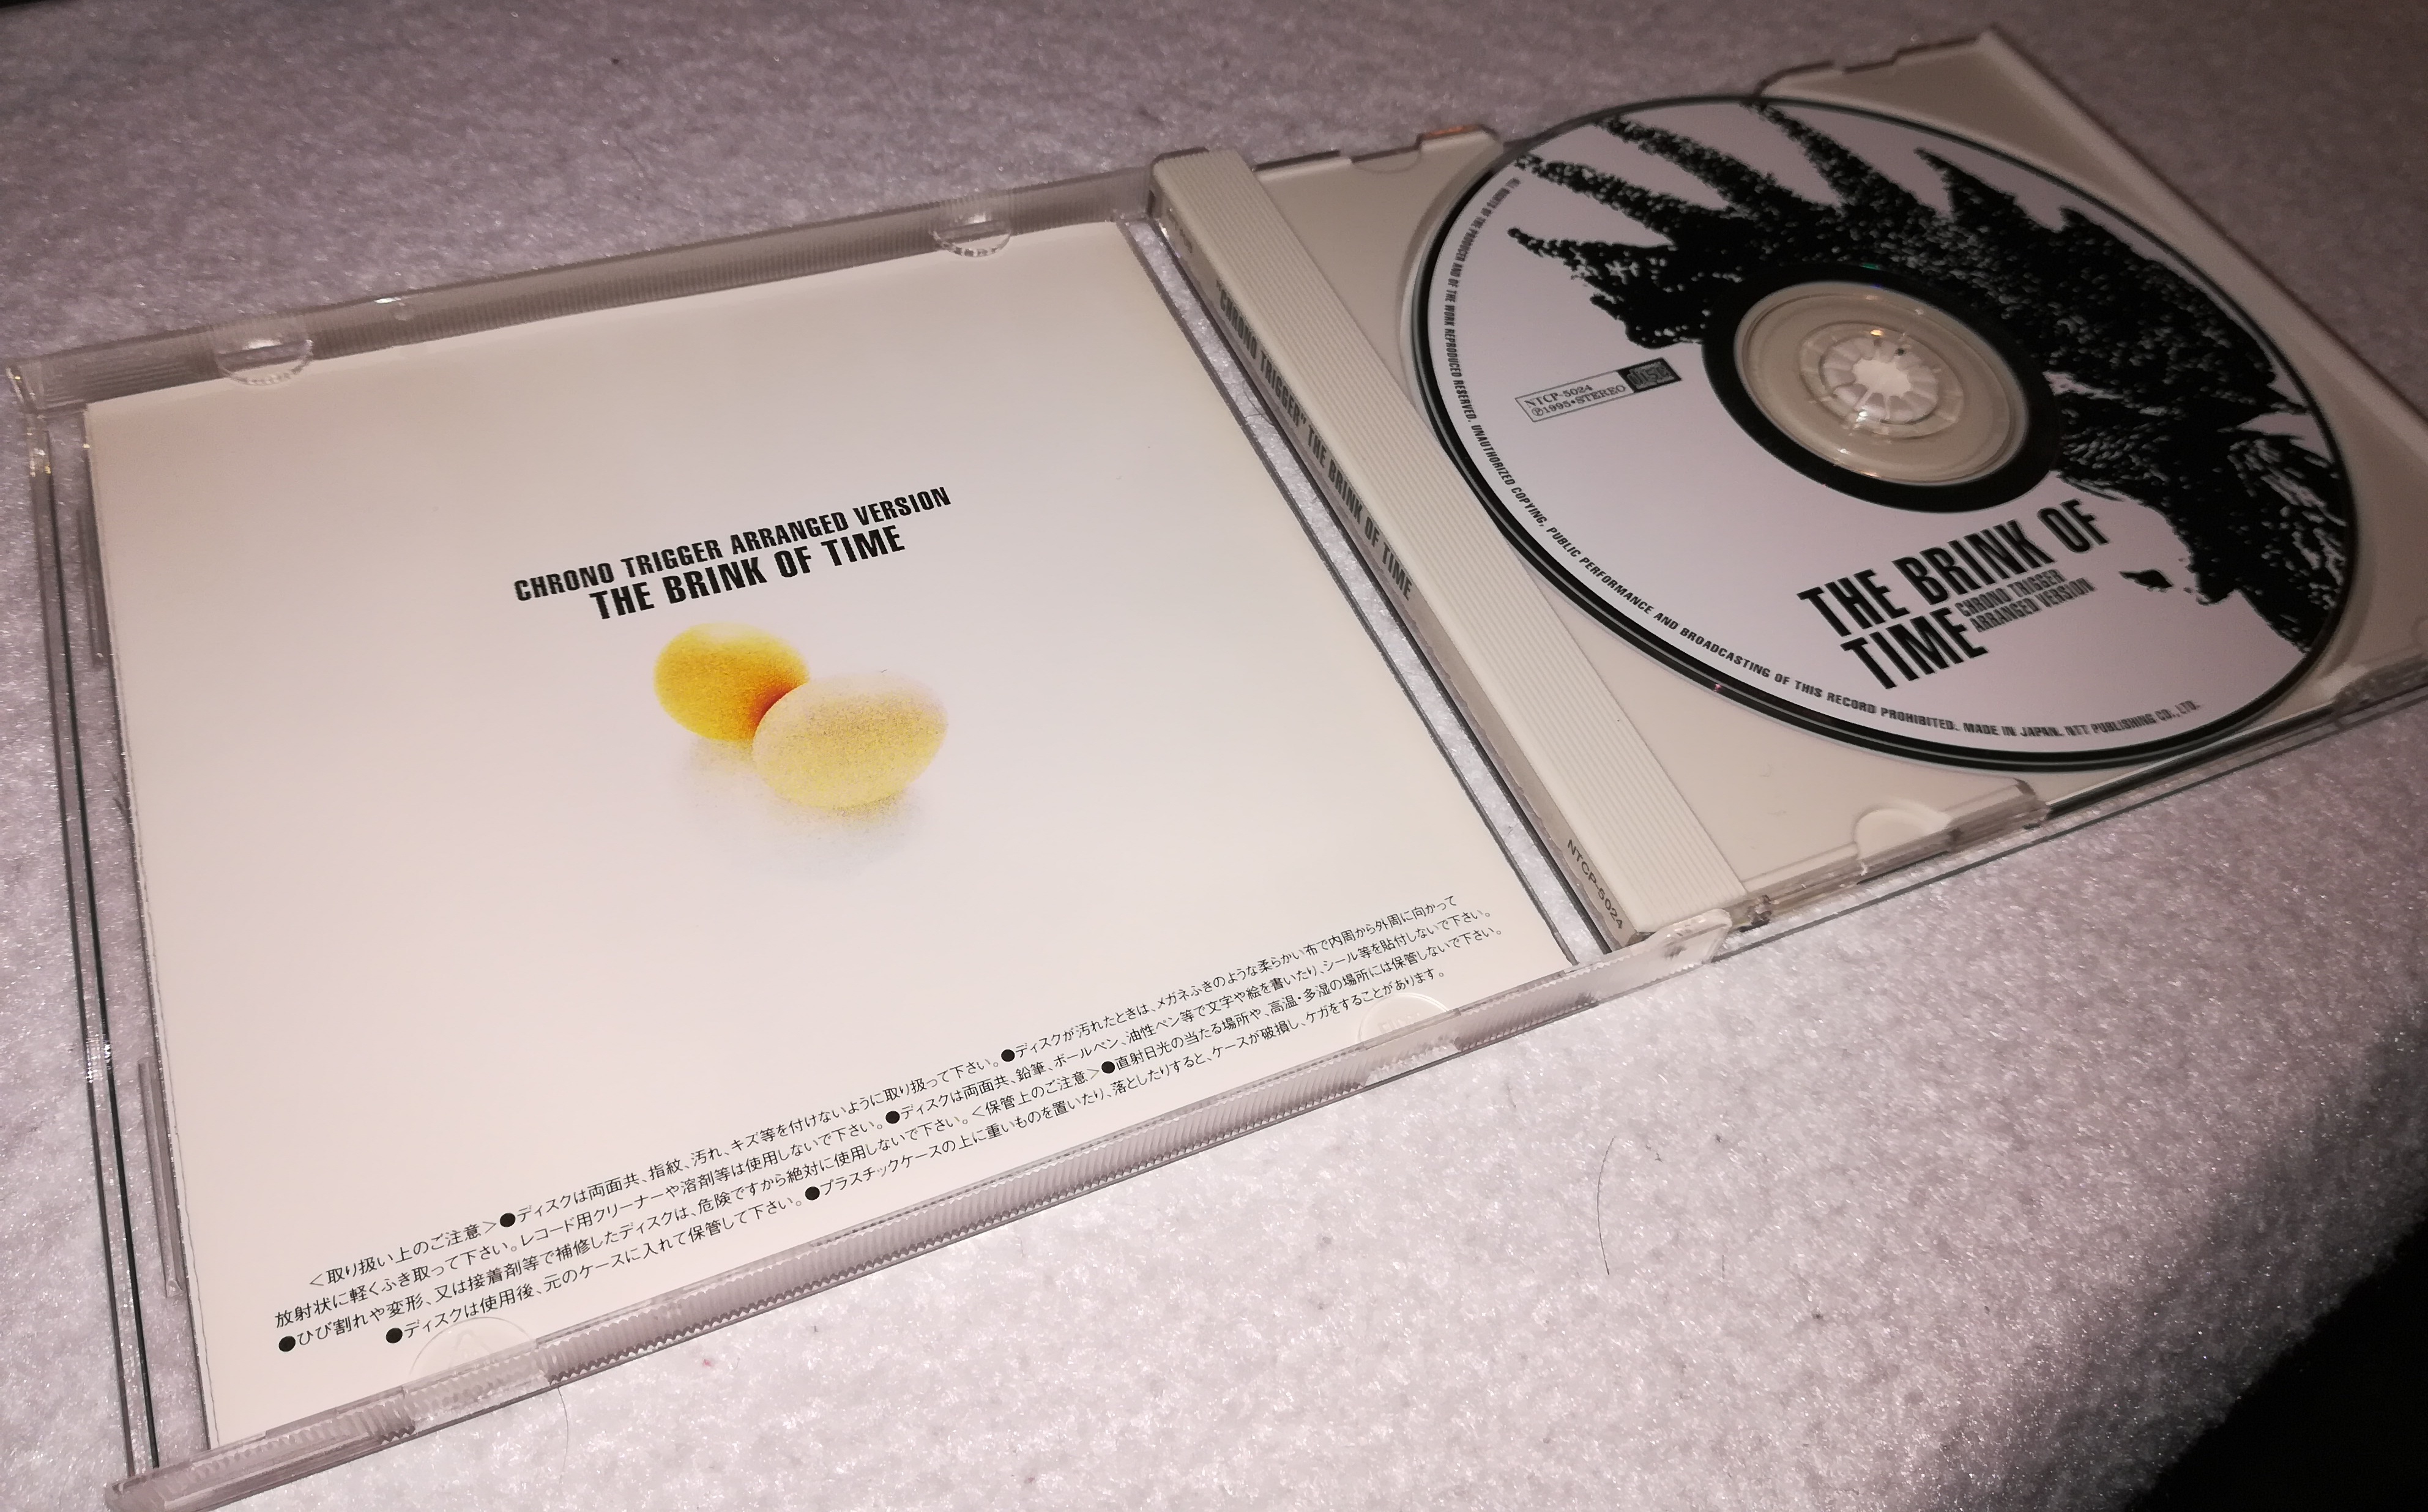 CHRONO TRIGGER ARRANGED VERSION
THE BRINK OF TIME
<取り扱い上のご注意>●ディスクは両面共、指紋、汚れ、キズ等を付けないように取り扱って下さい。●ディスクが汚れたときは、メガネふきのような柔らかい布で内周から外周に向かって
放射状に軽くふき取って下さい。レコード用クリーナーや溶剤等は使用しないで下さい。●ディスクは両面共、鉛筆、ボールペン、油性ペン等で文字や絵を書いたり、シール等を貼付しないで下さい。
●ひび割れや変形、又は接着剤等で補修したディスクは、危険ですから絶対に使用しないで下さい。<保管上のご注意>●直射日光の当たる場所や、高温・多湿の場所には保管しないで下さい。
●ディスクは使用後、元のケースに入れて保管して下さい。●プラスチックケースの上に重いものを置いたり、落としたりすると、ケースが破損し、ケガをすることがあります。
"CHRONO TRIGGER" THE BRINK OF TIME
NTCP-5024
NTCP-5024
℗1995•STEREO
THE BRINK OF
TIME
CHRONO TRIGGER
ARRANGED VERSION
ALL RIGHTS OF THE PRODUCER AND OF THE WORK REPRODUCED RESERVED. UNAUTHORIZED COPYING, PUBLIC PERFORMANCE AND BROADCASTING OF THIS RECORD PROHIBITED. MADE IN JAPAN. NTT PUBLISHING CO., LTD.